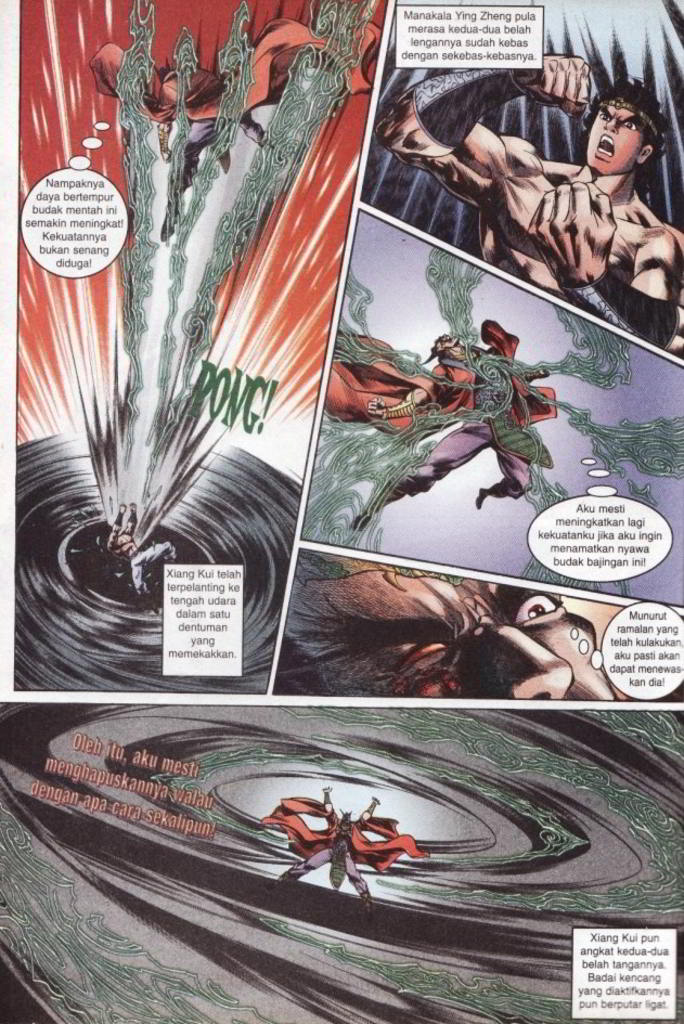 Nampaknya
daya bertempur
budak mentah ini
semakin meningkat!
Kekuatannya
bukan senang
diduga!
PONG!
Xiang Kui telah
terpelanting ke
tengah udara
dalam satu
dentuman
yang
memekakkan.
Manakala Ying Zheng pula
merasa kedua-dua belah
lengannya sudah kebas
dengan sekebas-kebasnya.
Aku mesti
meningkatkan lagi
kekuatanku jika aku ingin
menamatkan nyawa
budak bajingan ini!
Munurut
ramalan yang
telah kulakukan,
aku pasti akan
dapat menewas-
kan dia!
Oleh itu, aku mesti
menghapuskannya walau
dengan apa cara sekalipun!
Xiang Kui pun
angkat kedua-dua
belah tangannya.
Badai kencang
yang diaktifkannya
pun berputar ligat.